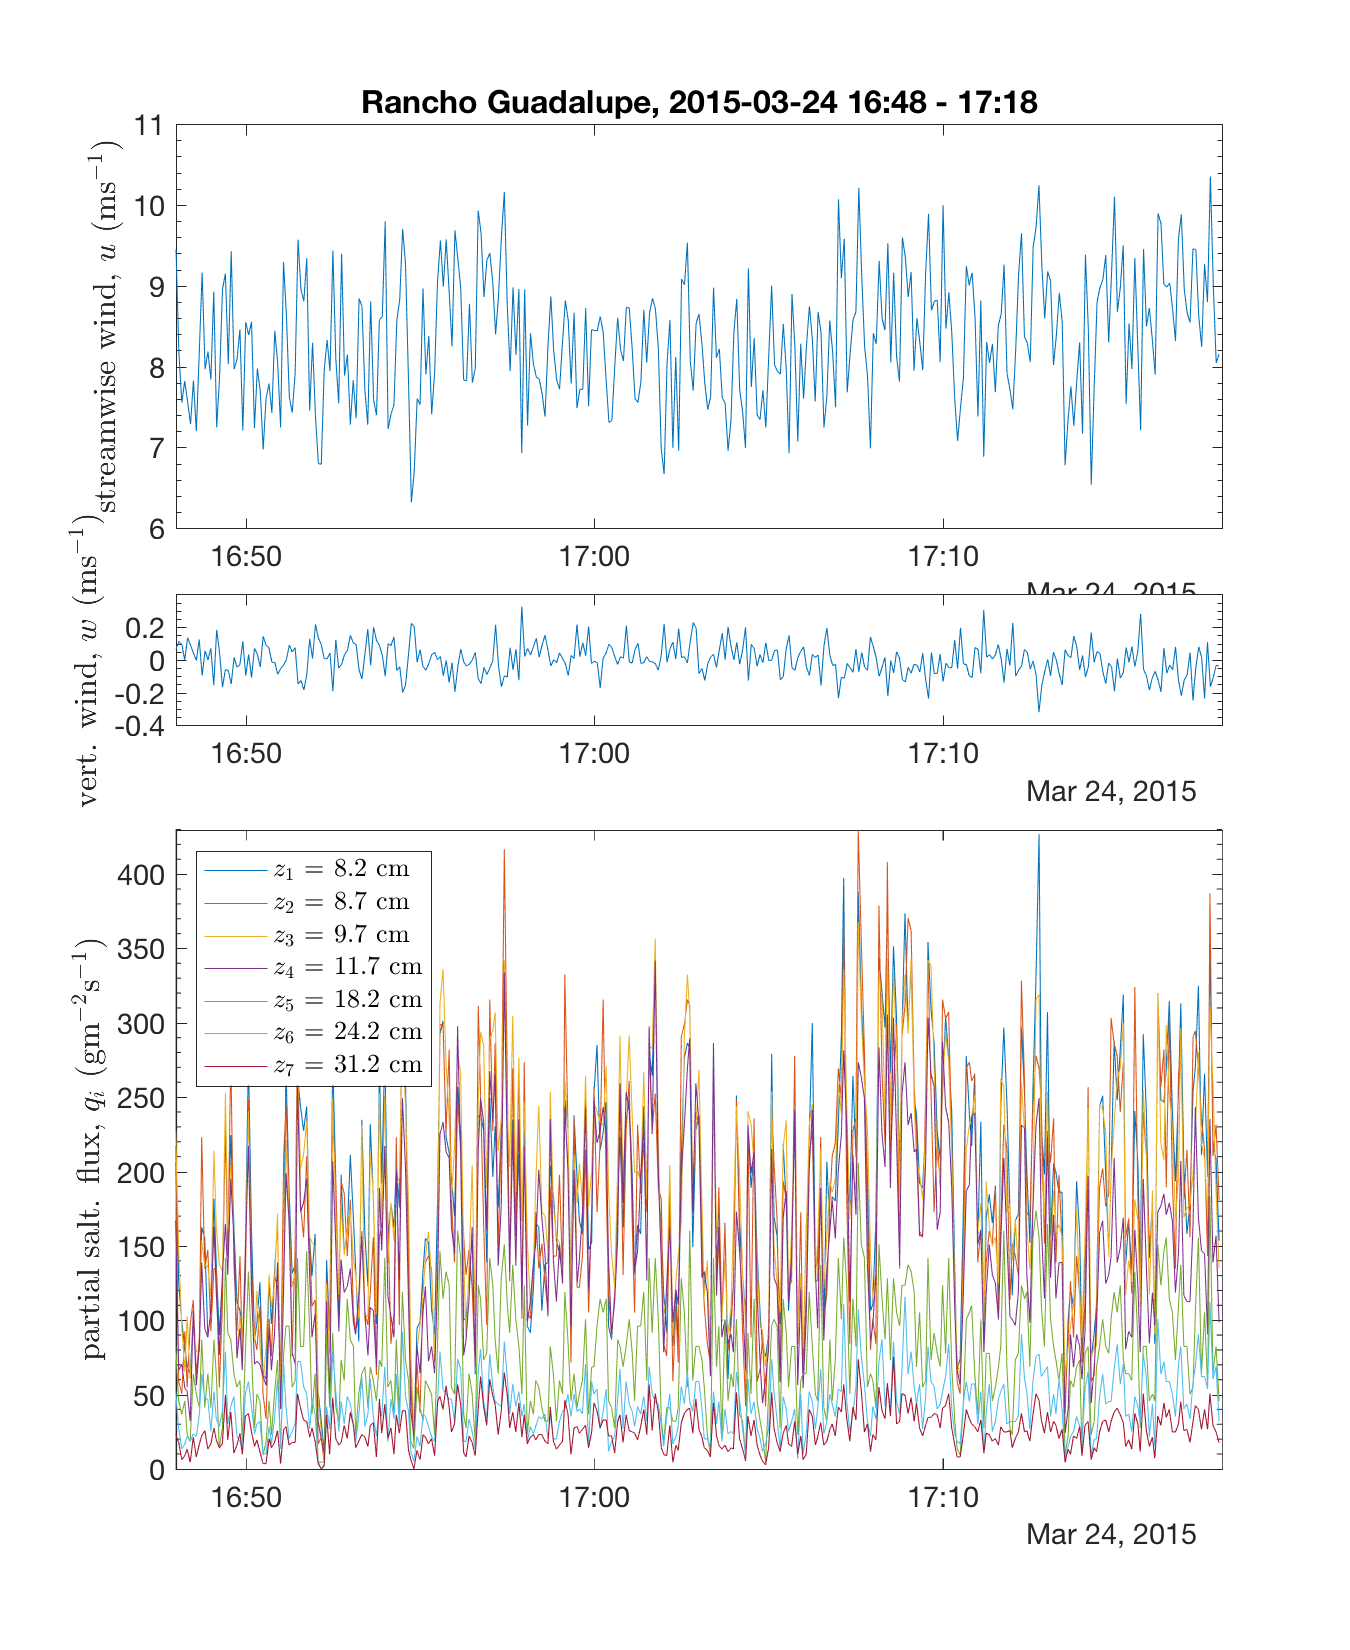 Rancho Guadalupe, 2015-03-24 16:48 - 17:18
streamwise wind, u (ms⁻¹)
11
10
9
8
7
6
16:50 17:00 17:10
Mar 24, 2015
vert. wind, w (ms⁻¹)
0.2
0
-0.2
-0.4
16:50 17:00 17:10
Mar 24, 2015
partial salt. flux, qᵢ (gm⁻²s⁻¹)
400
350
300
250
200
150
100
50
0
z₁ = 8.2 cm
z₂ = 8.7 cm
z₃ = 9.7 cm
z₄ = 11.7 cm
z₅ = 18.2 cm
z₆ = 24.2 cm
z₇ = 31.2 cm
16:50 17:00 17:10
Mar 24, 2015